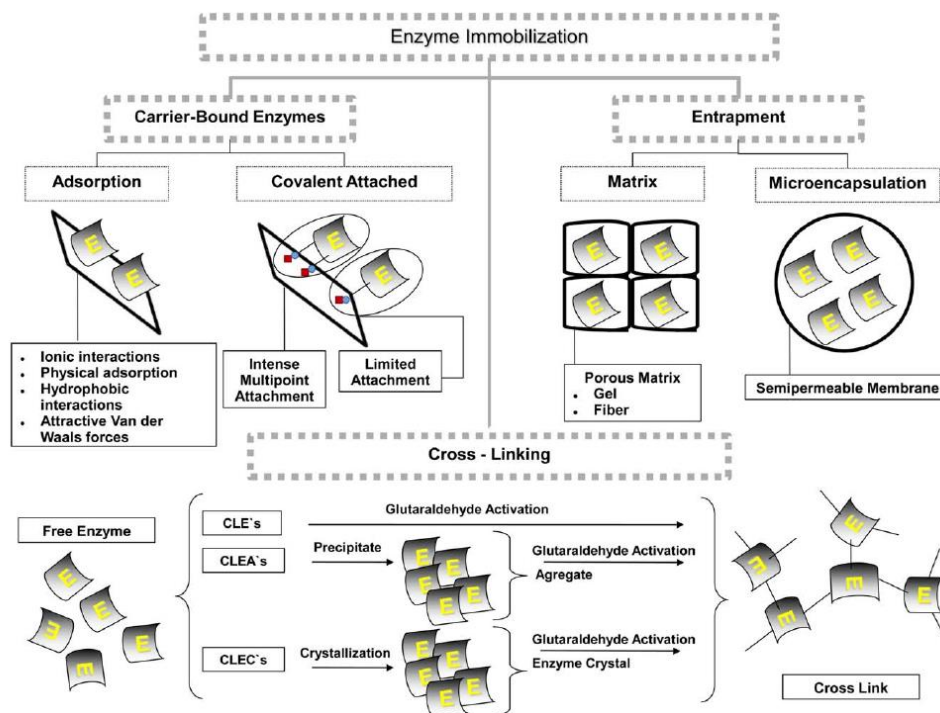 Enzyme Immobilization
Carrier-Bound Enzymes
Entrapment
Adsorption
Covalent Attached
Matrix
Microencapsulation
E
E
E
E
E
E
E
E
E
E
E
E
• Ionic interactions
• Physical adsorption
• Hydrophobic
interactions
• Attractive Van der
Waals forces
Intense
Multipoint
Attachment
Limited
Attachment
Porous Matrix
• Gel
• Fiber
Semipermeable Membrane
Cross - Linking
Free Enzyme
E
E
E
E
E
CLE`s
Glutaraldehyde Activation
CLEA`s
Precipitate
E
E
E
E
E
Glutaraldehyde Activation
Agregate
CLEC`s
Crystallization
E
E
E
E
E
Glutaraldehyde Activation
Enzyme Crystal
E
E
E
E
E
Cross Link